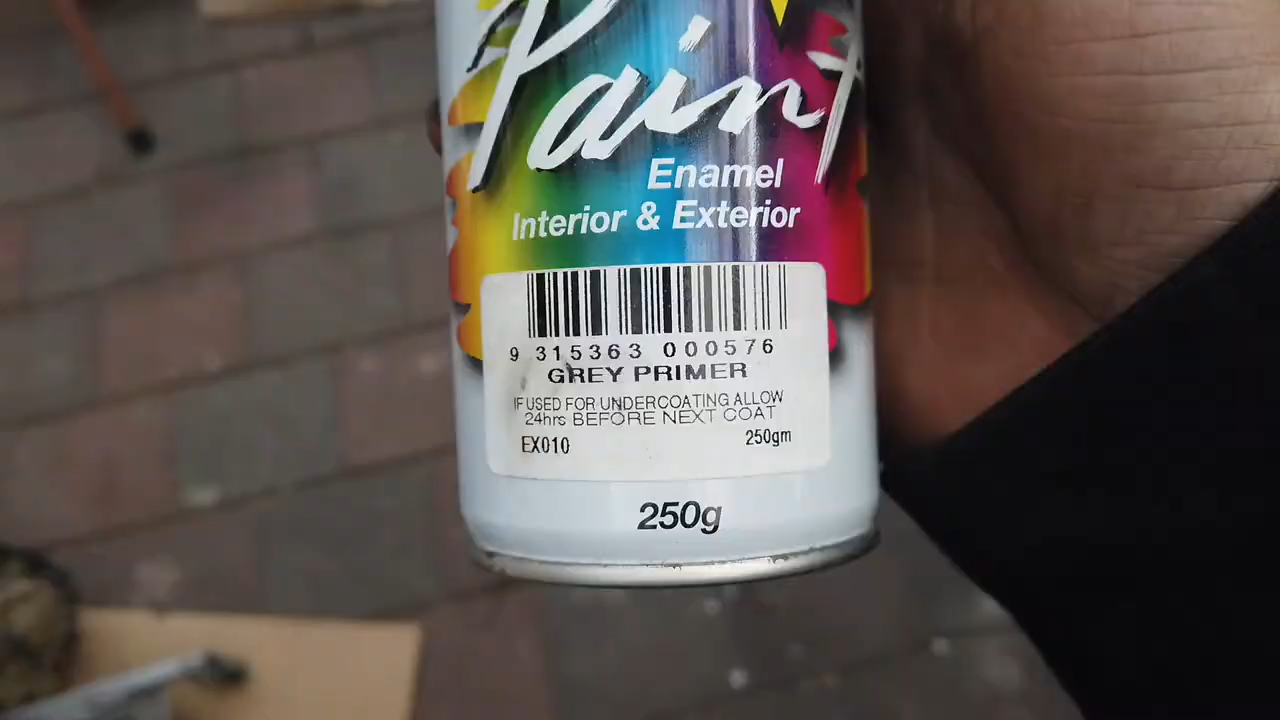 Paint
Enamel
Interior & Exterior
9 315363 000576
GREY PRIMER
IF USED FOR UNDERCOATING ALLOW
24hrs BEFORE NEXT COAT
EX010 250gm
250g